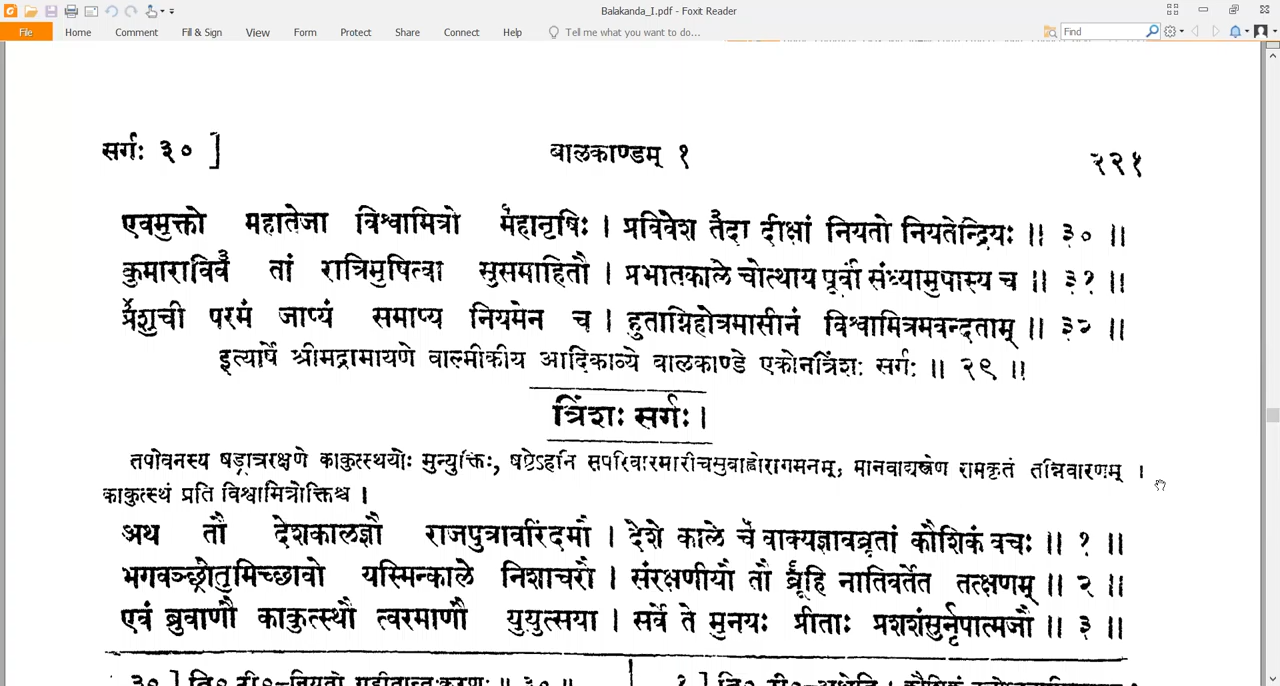 Balakanda_I.pdf - Foxit Reader
File Home Comment Fill & Sign View Form Protect Share Connect Help Tell me what you want to do... Find
सर्गः ३० ] बालकाण्डम् १ २२१
एवमुक्तो महातेजा विश्वामित्रो महानृषिः । प्रविवेश तदा दीक्षां नियतो नियतेन्द्रियः ॥ ३० ॥
कुमारावेिव तां रात्रिमुषित्वा सुसमाहितौ । प्रभातकाले चोत्थाय पूर्वां संध्यामुपास्य च ॥ ३१ ॥
प्रशुची परमं जाप्यं समाप्य नियमेन च । हुताग्निहोत्रमासीनं विश्वामित्रमवन्दताम् ॥ ३२ ॥
इत्यार्षे श्रीमद्रामायणे वाल्मीकीय आदिकाव्ये बालकाण्डे एकोनत्रिंशः सर्गः ॥ २९ ॥
त्रिंशः सर्गः ।
तपोवनस्य षड्रात्ररक्षणे काकुत्स्थयोः मुन्युक्तिः, षष्ठेऽहनि सपरिवारमारीचसुबाह्वोरागमनम्, मानवाद्यस्त्रेण रामकृतं तन्निवारणम् ।
काकुत्स्थं प्रति विश्वामित्रोक्तिश्च ।
अथ तौ देशकालज्ञौ राजपुत्रावरिंदमौ । देशे काले च वाक्यज्ञावब्रूतां कौशिकं वचः ॥ १ ॥
भगवञ्छ्रोतुमिच्छावो यस्मिन्काले निशाचरौ । संरक्षणीयौ तौ ब्रूहि नातिवर्तेत तत्क्षणम् ॥ २ ॥
एवं ब्रुवाणौ काकुत्स्थौ त्वरमाणौ युयुत्सया । सर्वे ते मुनयः प्रीताः प्रशशंसुर्नृपात्मजौ ॥ ३ ॥